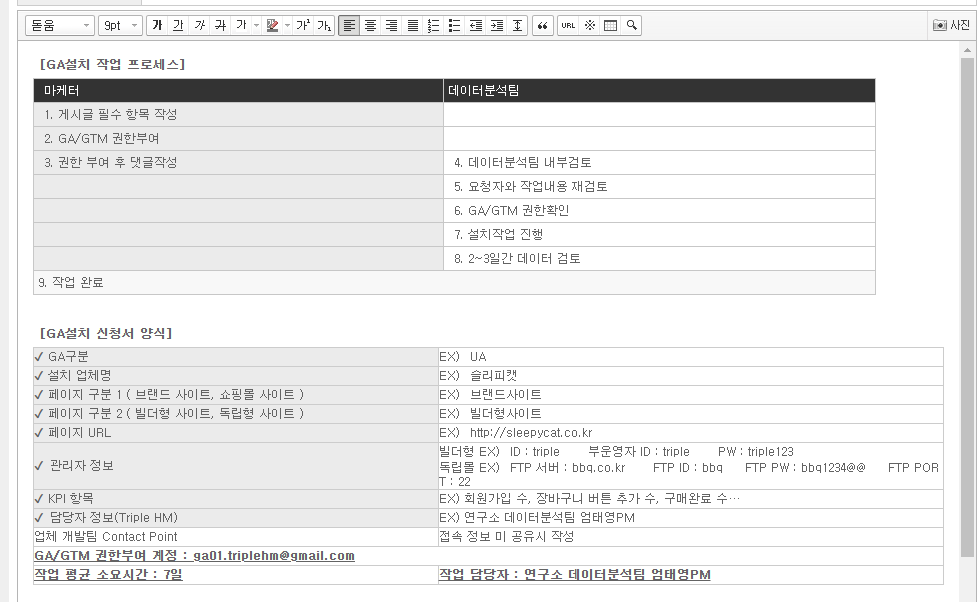 돋움 9pt 가 가 가 가 가 가 가¹ 가₁ URL 사진
[GA설치 작업 프로세스]
마케터 데이터분석팀
1. 게시글 필수 항목 작성
2. GA/GTM 권한부여
3. 권한 부여 후 댓글작성 4. 데이터분석팀 내부검토
5. 요청자와 작업내용 재검토
6. GA/GTM 권한확인
7. 설치작업 진행
8. 2~3일간 데이터 검토
9. 작업 완료
[GA설치 신청서 양식]
✓ GA구분 EX) UA
✓ 설치 업체명 EX) 슬리피캣
✓ 페이지 구분 1 ( 브랜드 사이트, 쇼핑몰 사이트 ) EX) 브랜드사이트
✓ 페이지 구분 2 ( 빌더형 사이트, 독립형 사이트 ) EX) 빌더형사이트
✓ 페이지 URL EX) http://sleepycat.co.kr
✓ 관리자 정보 빌더형 EX) ID : triple 부운영자 ID : triple PW : triple123
독립몰 EX) FTP 서버 : bbq.co.kr FTP ID : bbq FTP PW : bbq1234@@ FTP POR
T : 22
✓ KPI 항목 EX) 회원가입 수, 장바구니 버튼 추가 수, 구매완료 수…
✓ 담당자 정보(Triple HM) EX) 연구소 데이터분석팀 엄태영PM
업체 개발팀 Contact Point 접속 정보 미 공유시 작성
GA/GTM 권한부여 계정 : ga01.triplehm@gmail.com
작업 평균 소요시간 : 7일 작업 담당자 : 연구소 데이터분석팀 엄태영PM